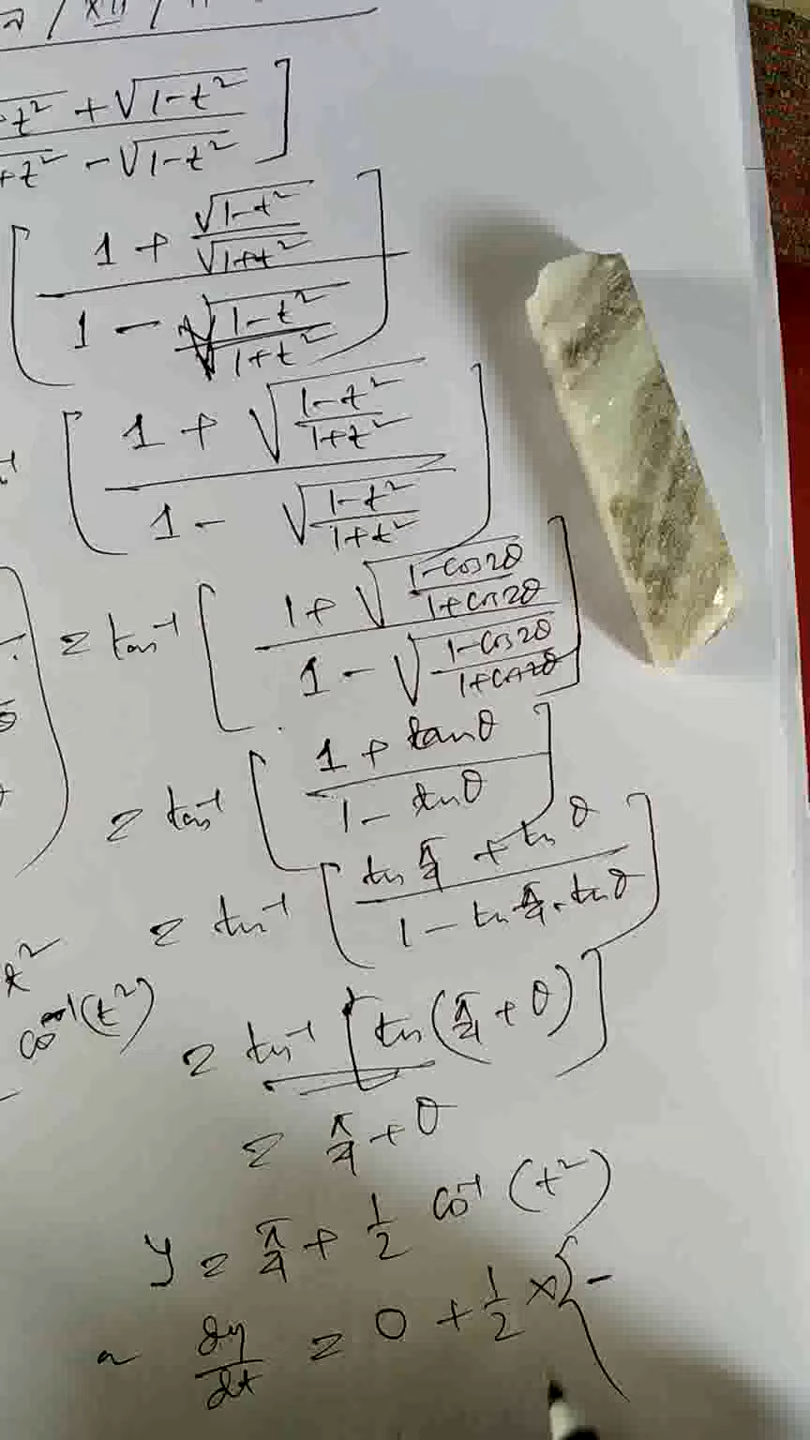 / XII /
t² + √1-t² ]
+t² - √1-t²
[ 1 + √1-t² / √1+t² ]
1 - √1-t² / √1+t²
[ 1 + √(1-t² / 1+t²) ]
1 - √(1-t² / 1+t²)
= tan⁻¹ [ 1 + √(1-cos2θ / 1+cos2θ) ]
1 - √(1-cos2θ / 1+cos2θ)
= tan⁻¹ [ 1 + tanθ / 1 - tanθ ]
= tan⁻¹ [ tan π/4 + tan θ / 1 - tan π/4 . tanθ ]
t²
cos⁻¹(t²)
= tan⁻¹ [ tan (π/4 + θ) ]
= π/4 + θ
y = π/4 + 1/2 cos⁻¹ (t²)
dy/dt = 0 + 1/2 × { -